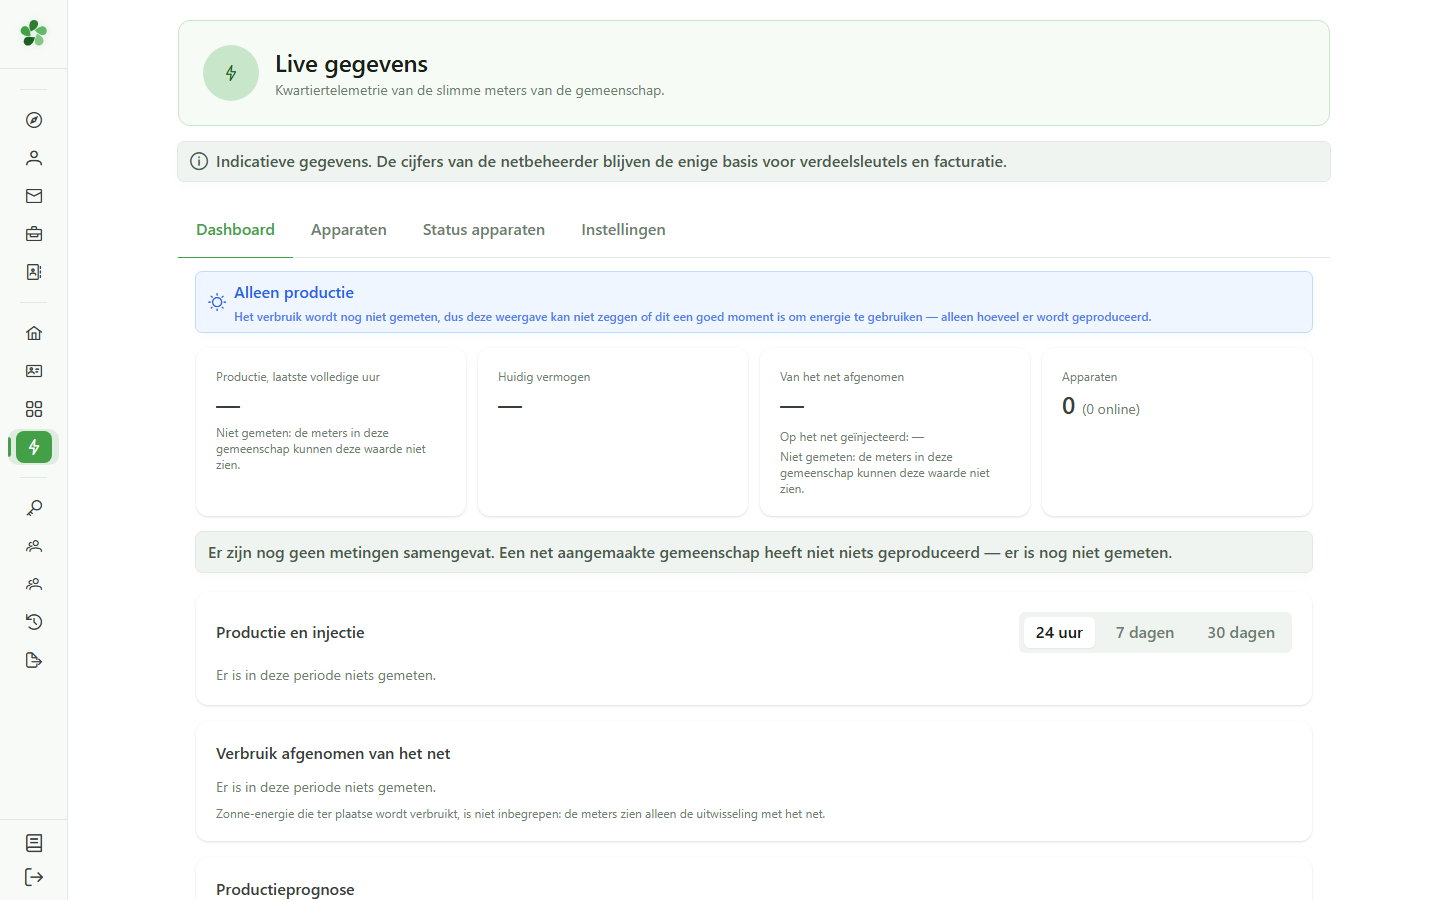 Live gegevens
Kwartiertelemetrie van de slimme meters van de gemeenschap.
Indicatieve gegevens. De cijfers van de netbeheerder blijven de enige basis voor verdeelsleutels en facturatie.
Dashboard
Apparaten
Status apparaten
Instellingen
Alleen productie
Het verbruik wordt nog niet gemeten, dus deze weergave kan niet zeggen of dit een goed moment is om energie te gebruiken — alleen hoeveel er wordt geproduceerd.
Productie, laatste volledige uur
—
Niet gemeten: de meters in deze
gemeenschap kunnen deze waarde niet
zien.
Huidig vermogen
—
Van het net afgenomen
—
Op het net geïnjecteerd: —
Niet gemeten: de meters in deze
gemeenschap kunnen deze waarde niet
zien.
Apparaten
0 (0 online)
Er zijn nog geen metingen samengevat. Een net aangemaakte gemeenschap heeft niet niets geproduceerd — er is nog niet gemeten.
Productie en injectie
24 uur
7 dagen
30 dagen
Er is in deze periode niets gemeten.
Verbruik afgenomen van het net
Er is in deze periode niets gemeten.
Zonne-energie die ter plaatse wordt verbruikt, is niet inbegrepen: de meters zien alleen de uitwisseling met het net.
Productieprognose